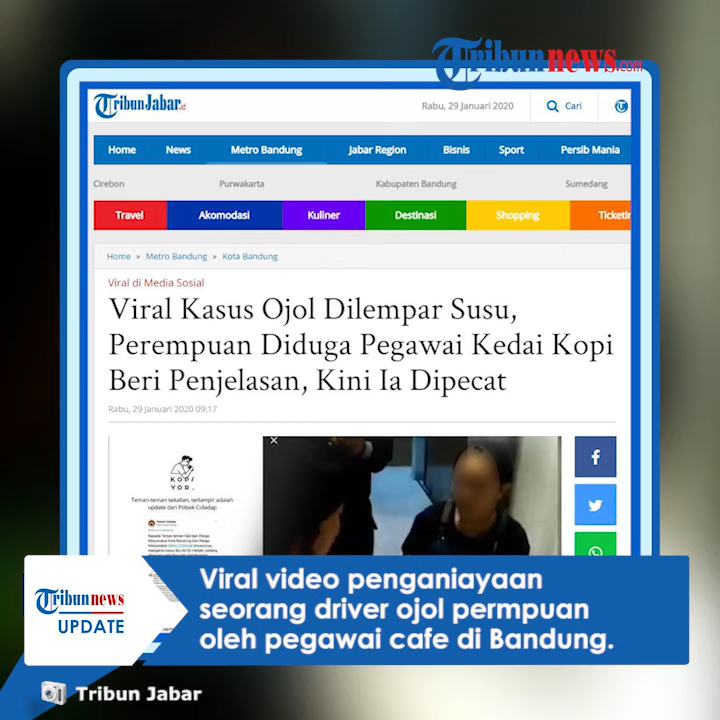 Tribunnews.com
TribunJabar.id
Rabu, 29 Januari 2020
Cari
Home News Metro Bandung Jabar Region Bisnis Sport Persib Mania
Cirebon Purwakarta Kabupaten Bandung Sumedang
Travel Akomodasi Kuliner Destinasi Shopping Ticketin
Home » Metro Bandung » Kota Bandung
Viral di Media Sosial
Viral Kasus Ojol Dilempar Susu,
Perempuan Diduga Pegawai Kedai Kopi
Beri Penjelasan, Kini Ia Dipecat
Rabu, 29 Januari 2020 09:17
KOPI
YOR.
Teman-teman sekalian, terlampir adalah
update dari Polsek Cidadap
Tribunnews
UPDATE
Viral video penganiayaan
seorang driver ojol permpuan
oleh pegawai cafe di Bandung.
Tribun Jabar